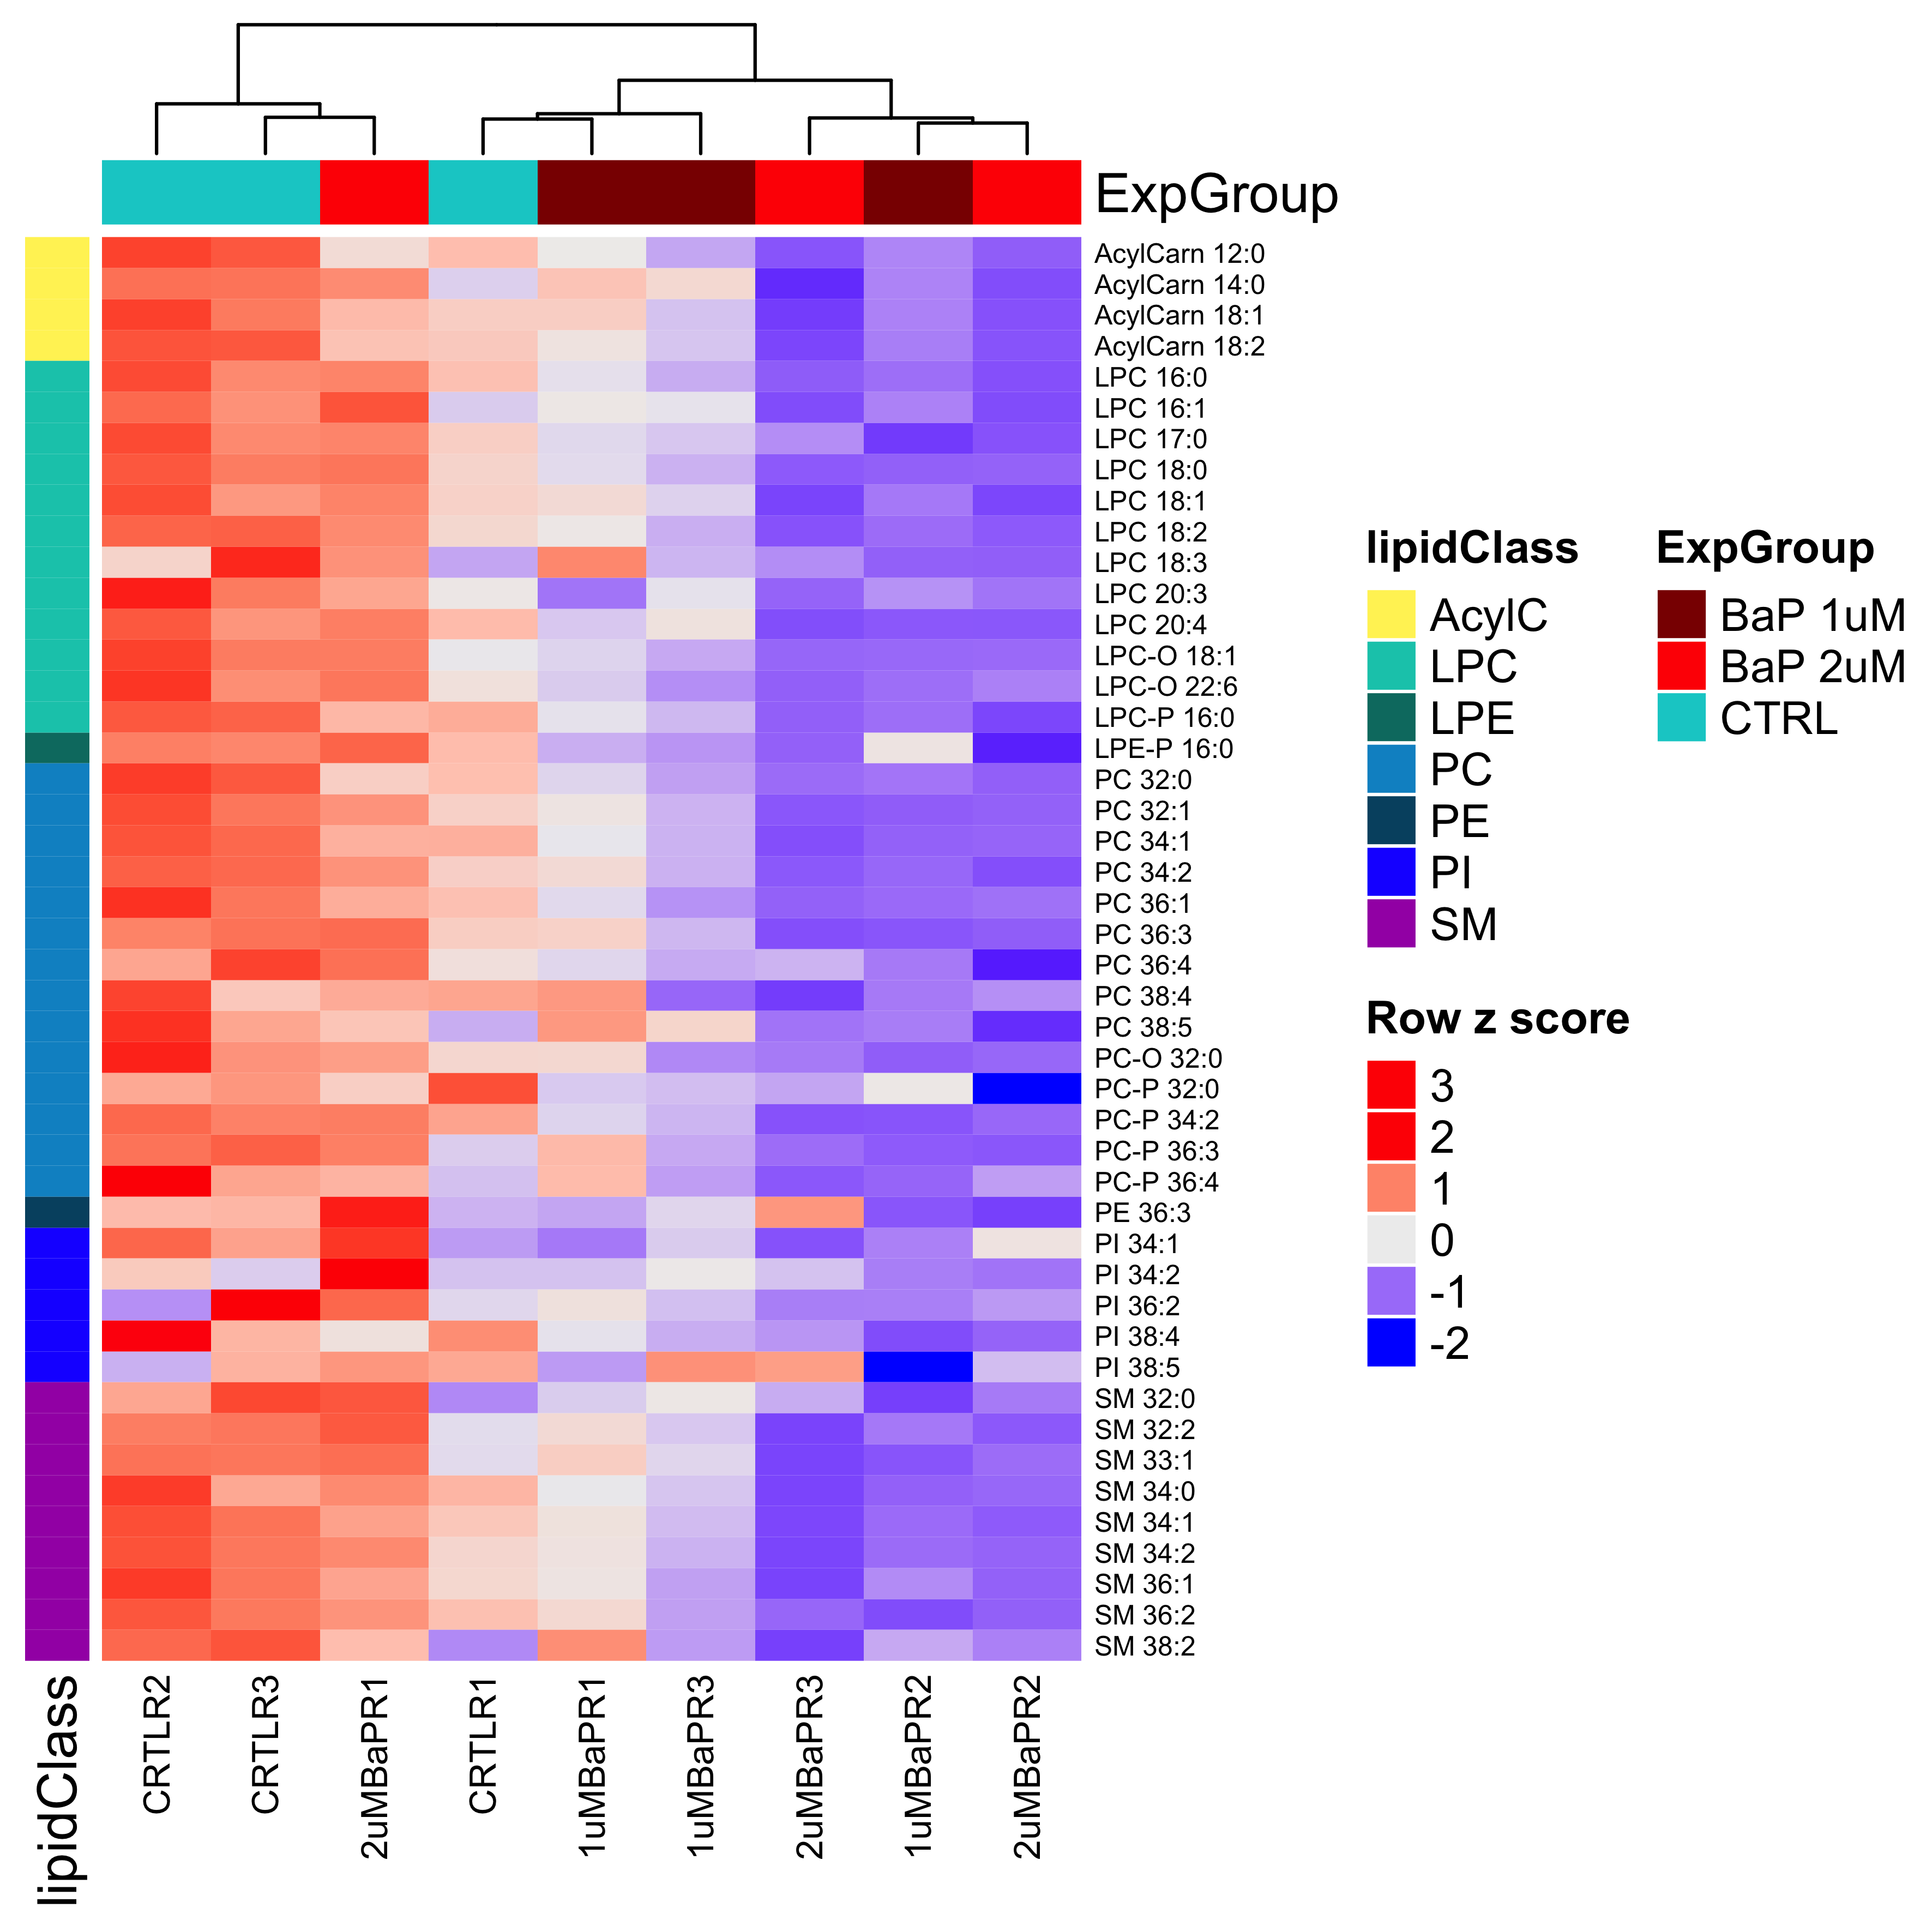 ExpGroup
AcylCarn 12:0
AcylCarn 14:0
AcylCarn 18:1
AcylCarn 18:2
LPC 16:0
LPC 16:1
LPC 17:0
LPC 18:0
LPC 18:1
LPC 18:2
LPC 18:3
LPC 20:3
LPC 20:4
LPC-O 18:1
LPC-O 22:6
LPC-P 16:0
LPE-P 16:0
PC 32:0
PC 32:1
PC 34:1
PC 34:2
PC 36:1
PC 36:3
PC 36:4
PC 38:4
PC 38:5
PC-O 32:0
PC-P 32:0
PC-P 34:2
PC-P 36:3
PC-P 36:4
PE 36:3
PI 34:1
PI 34:2
PI 36:2
PI 38:4
PI 38:5
SM 32:0
SM 32:2
SM 33:1
SM 34:0
SM 34:1
SM 34:2
SM 36:1
SM 36:2
SM 38:2
lipidClass
CRTLR2
CRTLR3
2uMBaPR1
CRTLR1
1uMBaPR1
1uMBaPR3
2uMBaPR3
1uMBaPR2
2uMBaPR2
lipidClass
AcylC
LPC
LPE
PC
PE
PI
SM
ExpGroup
BaP 1uM
BaP 2uM
CTRL
Row z score
3
2
1
0
-1
-2